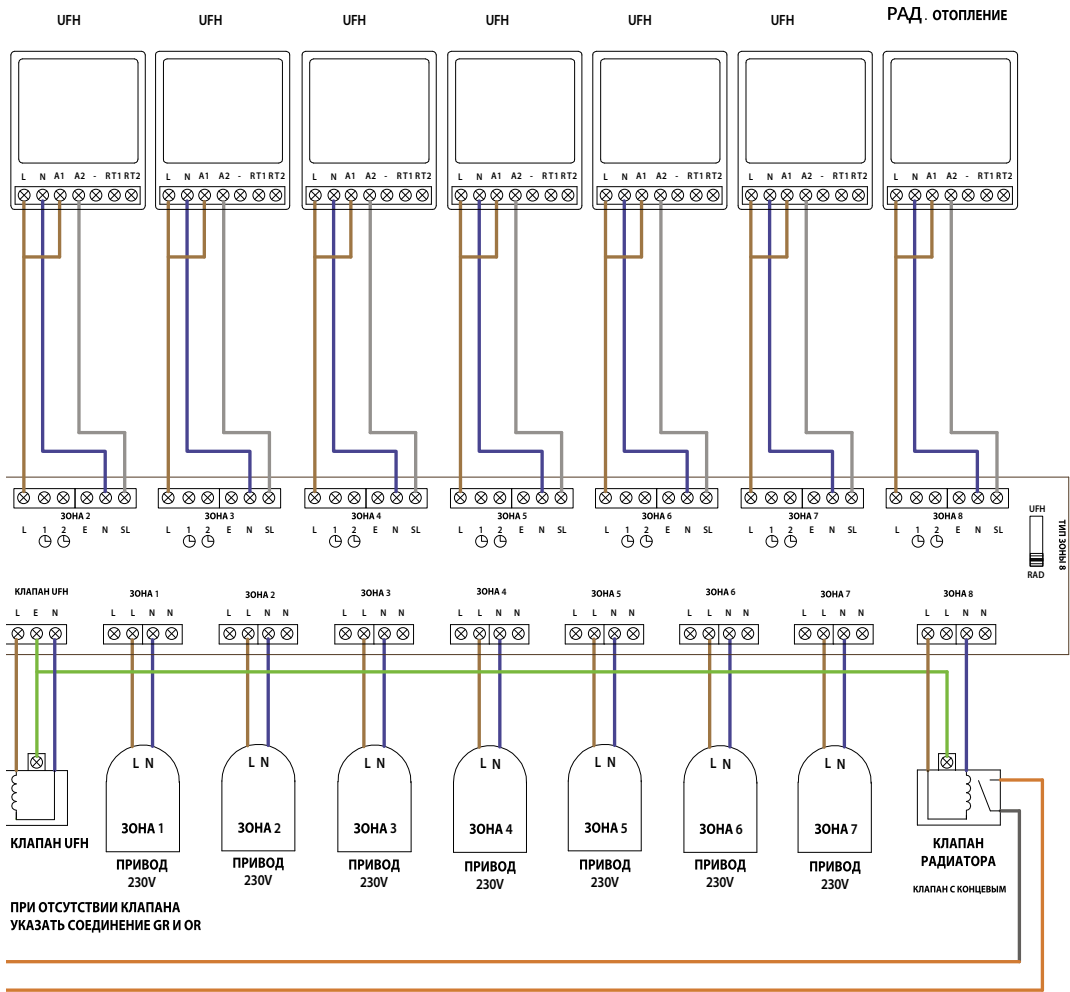 UFH UFH UFH UFH UFH UFH РАД. ОТОПЛЕНИЕ
L N A1 A2 - RT1 RT2 L N A1 A2 - RT1 RT2 L N A1 A2 - RT1 RT2 L N A1 A2 - RT1 RT2 L N A1 A2 - RT1 RT2 L N A1 A2 - RT1 RT2 L N A1 A2 - RT1 RT2
ЗОНА 2 ЗОНА 3 ЗОНА 4 ЗОНА 5 ЗОНА 6 ЗОНА 7 ЗОНА 8
L 1 2 E N SL L 1 2 E N SL L 1 2 E N SL L 1 2 E N SL L 1 2 E N SL L 1 2 E N SL L 1 2 E N SL
UFH
ТИП ЗОНЫ 8
RAD
КЛАПАН UFH ЗОНА 1 ЗОНА 2 ЗОНА 3 ЗОНА 4 ЗОНА 5 ЗОНА 6 ЗОНА 7 ЗОНА 8
L E N L L N N L L N N L L N N L L N N L L N N L L N N L L N N L L N N
L N L N L N L N L N L N L N
ЗОНА 1 ЗОНА 2 ЗОНА 3 ЗОНА 4 ЗОНА 5 ЗОНА 6 ЗОНА 7
КЛАПАН UFH
ПРИВОД ПРИВОД ПРИВОД ПРИВОД ПРИВОД ПРИВОД ПРИВОД
230V 230V 230V 230V 230V 230V 230V
КЛАПАН
РАДИАТОРА
КЛАПАН С КОНЦЕВЫМ
ПРИ ОТСУТСТВИИ КЛАПАНА
УКАЗАТЬ СОЕДИНЕНИЕ GR И OR